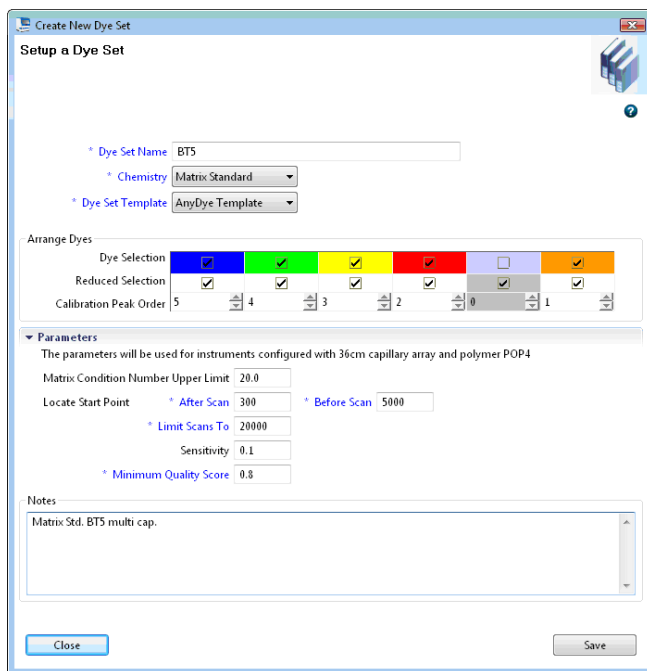 Create New Dye Set
Setup a Dye Set
* Dye Set Name BT5
* Chemistry Matrix Standard
* Dye Set Template AnyDye Template
Arrange Dyes
Dye Selection
Reduced Selection
Calibration Peak Order 5 4 3 2 0 1
Parameters
The parameters will be used for instruments configured with 36cm capillary array and polymer POP4
Matrix Condition Number Upper Limit 20.0
Locate Start Point * After Scan 300 * Before Scan 5000
* Limit Scans To 20000
Sensitivity 0.1
* Minimum Quality Score 0.8
Notes
Matrix Std. BT5 multi cap.
Close Save